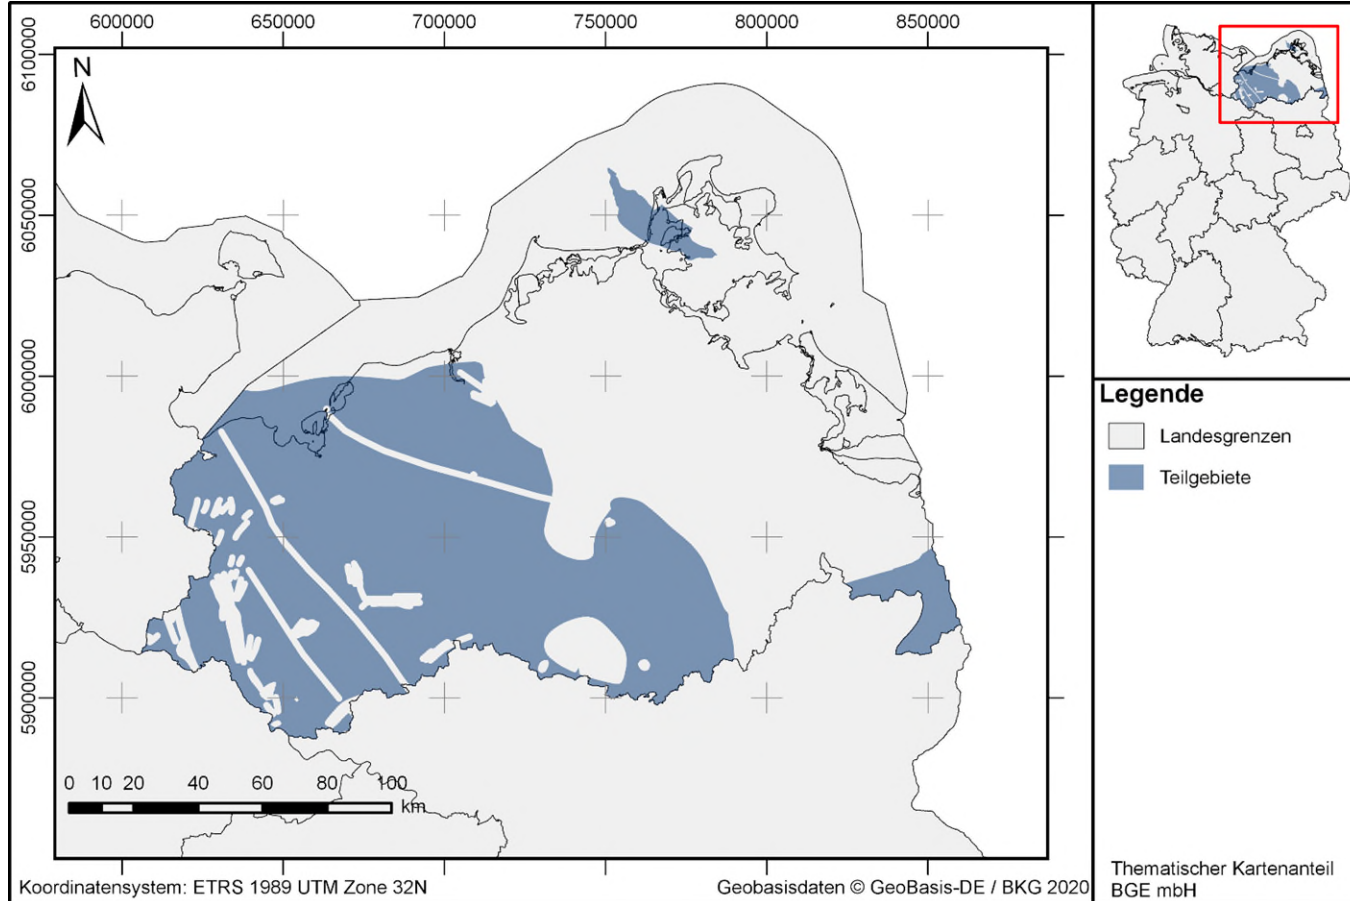 600000 650000 700000 750000 800000 850000
6100000
6050000
6000000
5950000
5900000
N
0 10 20 40 60 80 100
km
Koordinatensystem: ETRS 1989 UTM Zone 32N
Geobasisdaten © GeoBasis-DE / BKG 2020
Legende
Landesgrenzen
Teilgebiete
Thematischer Kartenanteil
BGE mbH